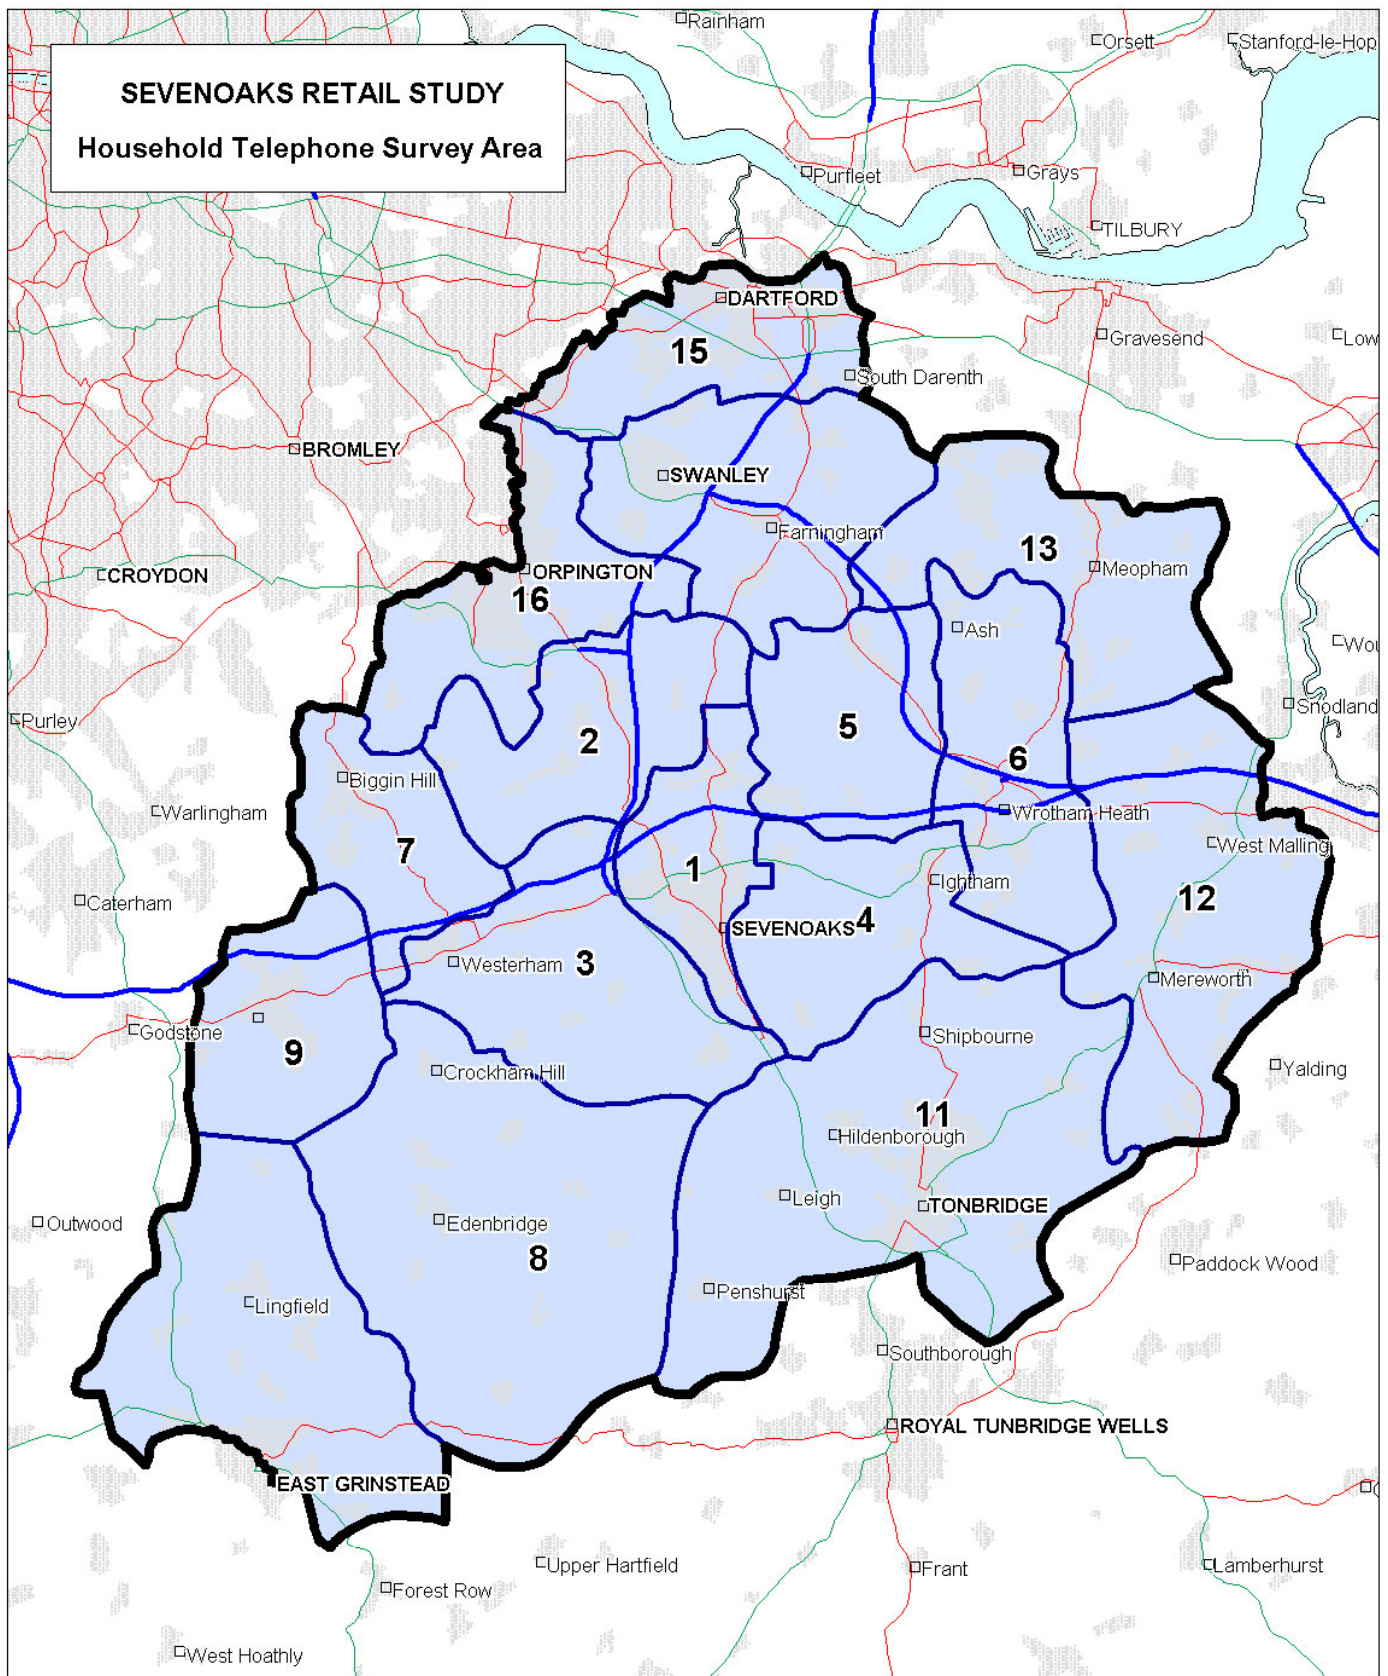 Rainham
Orsett
Stanford-le-Hop
SEVENOAKS RETAIL STUDY
Household Telephone Survey Area
Purfleet
Grays
TILBURY
DARTFORD
Gravesend
Low
15
South Darenth
BROMLEY
SWANLEY
Farningham
13
Meopham
CROYDON
ORPINGTON
16
Ash
Wou
Snodland
Purley
2
5
6
Biggin Hill
Warlingham
Wrotham Heath
West Malling
7
1
Ightham
12
Caterham
SEVENOAKS
4
3
Westerham
Mereworth
Godstone
9
Shipbourne
Crockham Hill
Yalding
11
Hildenborough
Leigh
TONBRIDGE
Outwood
Edenbridge
8
Paddock Wood
Penshurst
Lingfield
Southborough
ROYAL TUNBRIDGE WELLS
EAST GRINSTEAD
Upper Hartfield
Frant
Lamberhurst
Forest Row
West Hoathly